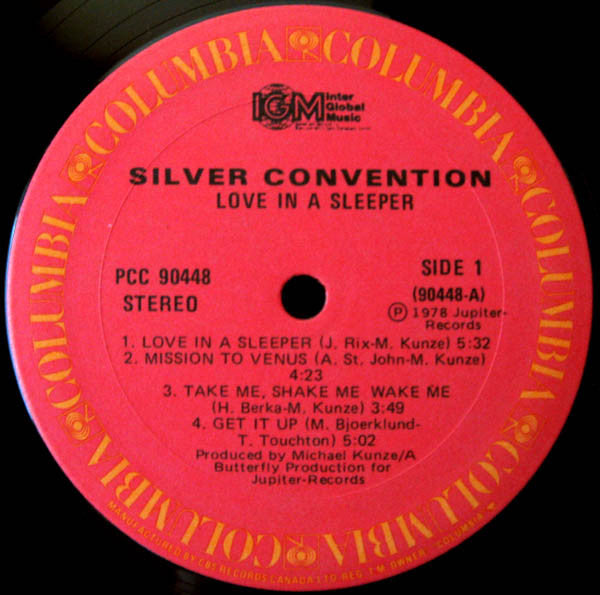 COLUMBIA COLUMBIA COLUMBIA COLUMBIA COLUMBIA COLUMBIA COLUMBIA COLUMBIA
IGM Inter
Global
Music
SILVER CONVENTION
LOVE IN A SLEEPER
PCC 90448
STEREO
SIDE 1
(90448-A)
Ⓟ 1978 Jupiter-
Records
1. LOVE IN A SLEEPER (J. Rix-M. Kunze) 5:32
2. MISSION TO VENUS (A. St. John-M. Kunze)
4:23
3. TAKE ME, SHAKE ME WAKE ME
(H. Berka-M. Kunze) 3:49
4. GET IT UP (M. Bjoerklund-
T. Touchton) 5:02
Produced by Michael Kunze/A
Butterfly Production for
Jupiter-Records
MANUFACTURED BY CBS RECORDS CANADA LTD REG. T.M. OWNER - COLUMBIA